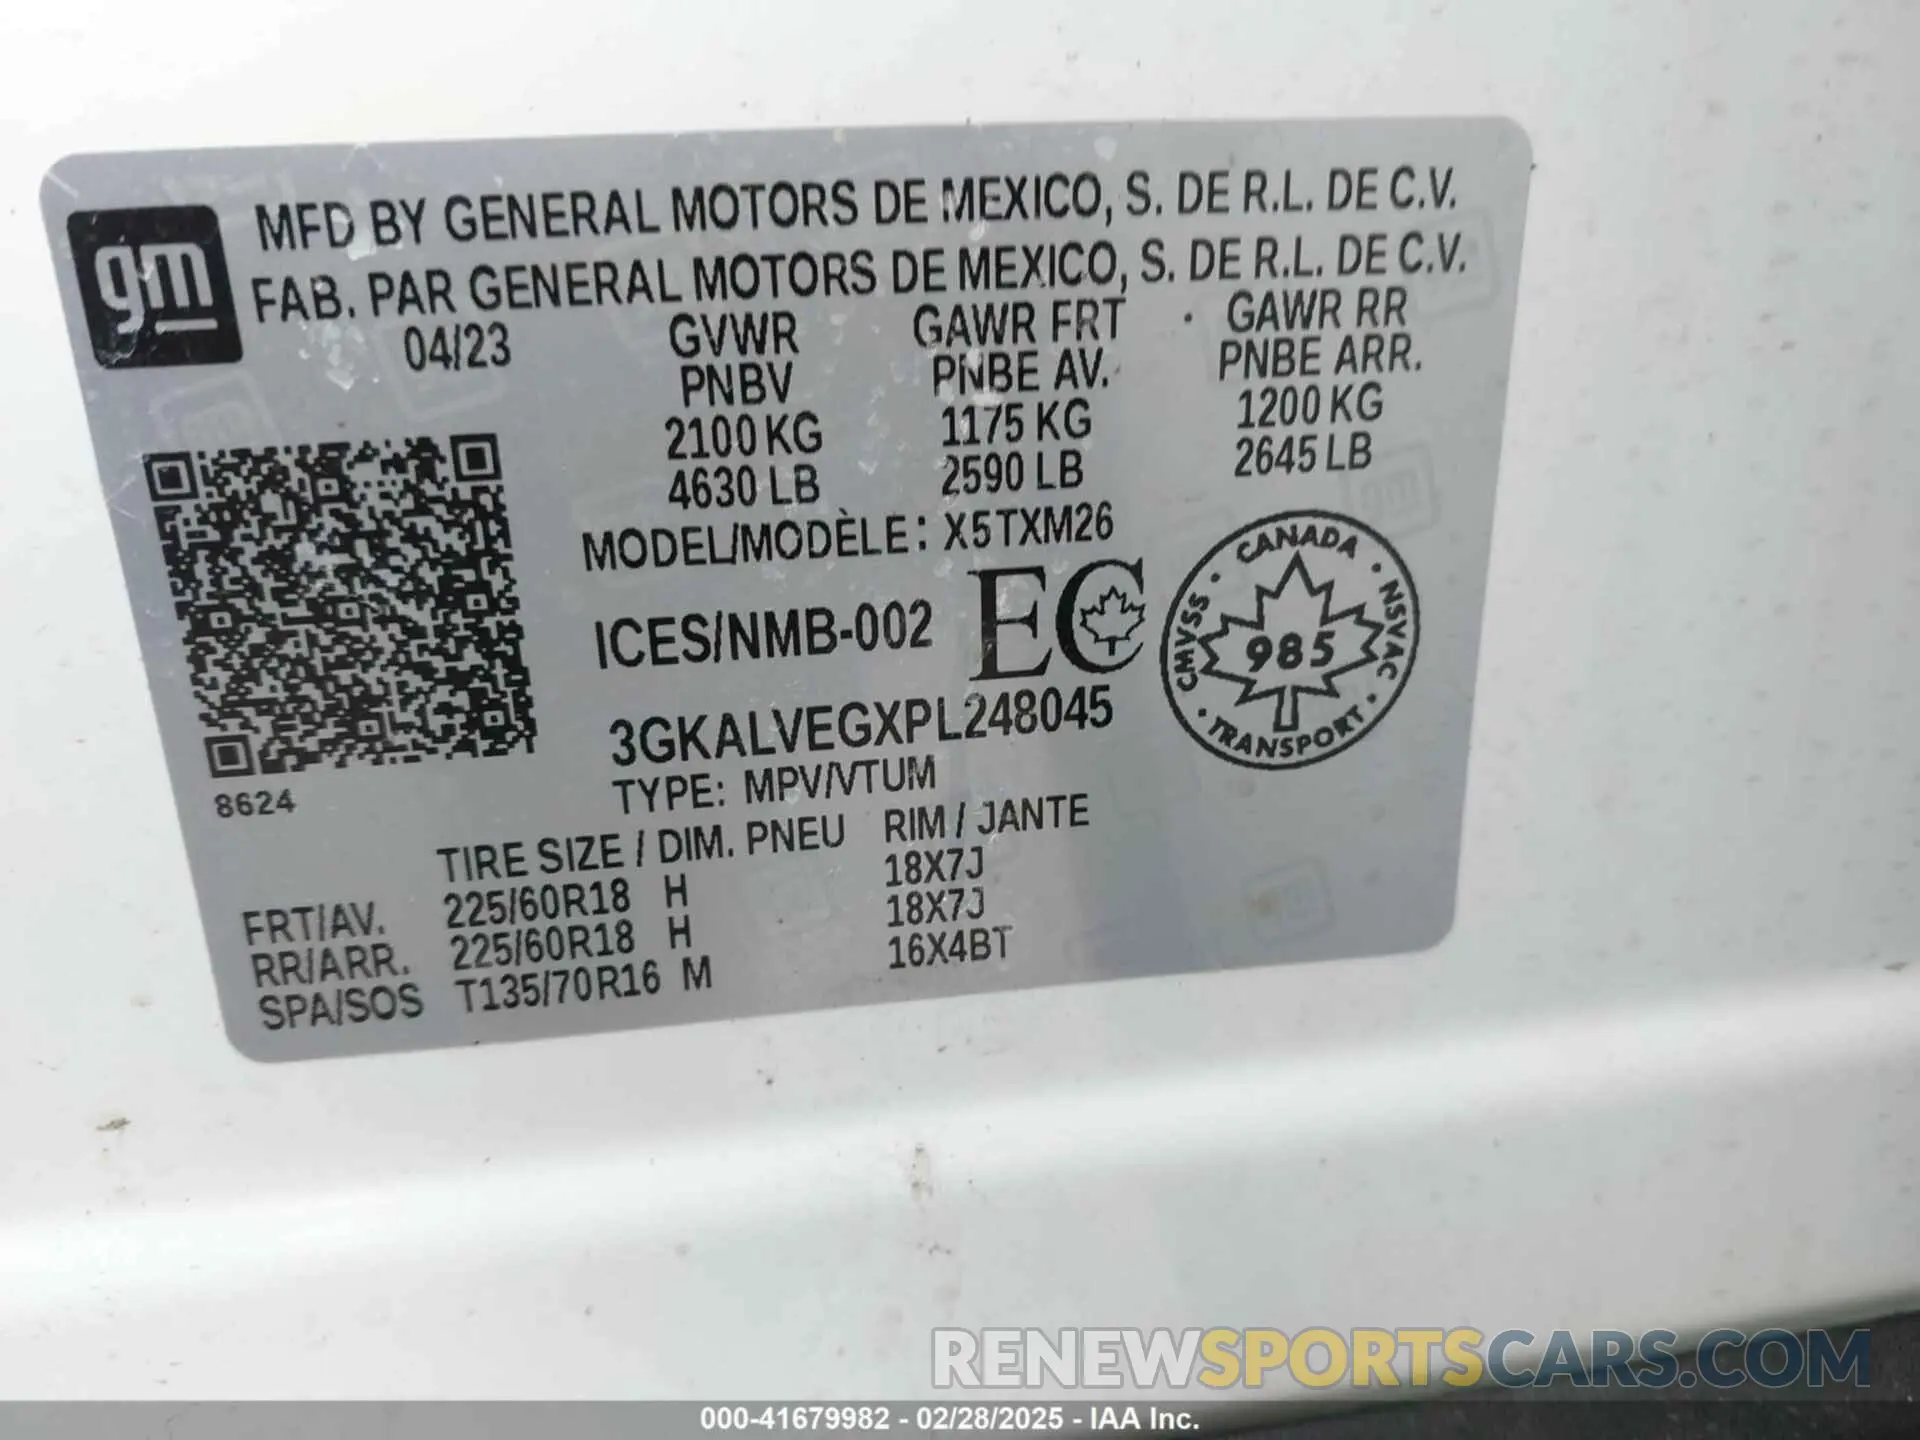 gm
MFD BY GENERAL MOTORS DE MEXICO, S. DE R.L. DE C.V.
FAB. PAR GENERAL MOTORS DE MEXICO, S. DE R.L. DE C.V.
04/23 GVWR GAWR FRT GAWR RR
PNBV PNBE AV. PNBE ARR.
2100 KG 1175 KG 1200 KG
4630 LB 2590 LB 2645 LB
MODEL/MODÈLE: X5TXM26
ICES/NMB-002 EC
CANADA
CMVSS · NSVAC
985
TRANSPORT
3GKALVEGXPL248045
8624 TYPE: MPV/VTUM
TIRE SIZE / DIM. PNEU RIM / JANTE
FRT/AV. 225/60R18 H 18X7J
RR/ARR. 225/60R18 H 18X7J
SPA/SOS T135/70R16 M 16X4BT
RENEWSPORTSCARS.COM
000-41679982 - 02/28/2025 - IAA Inc.